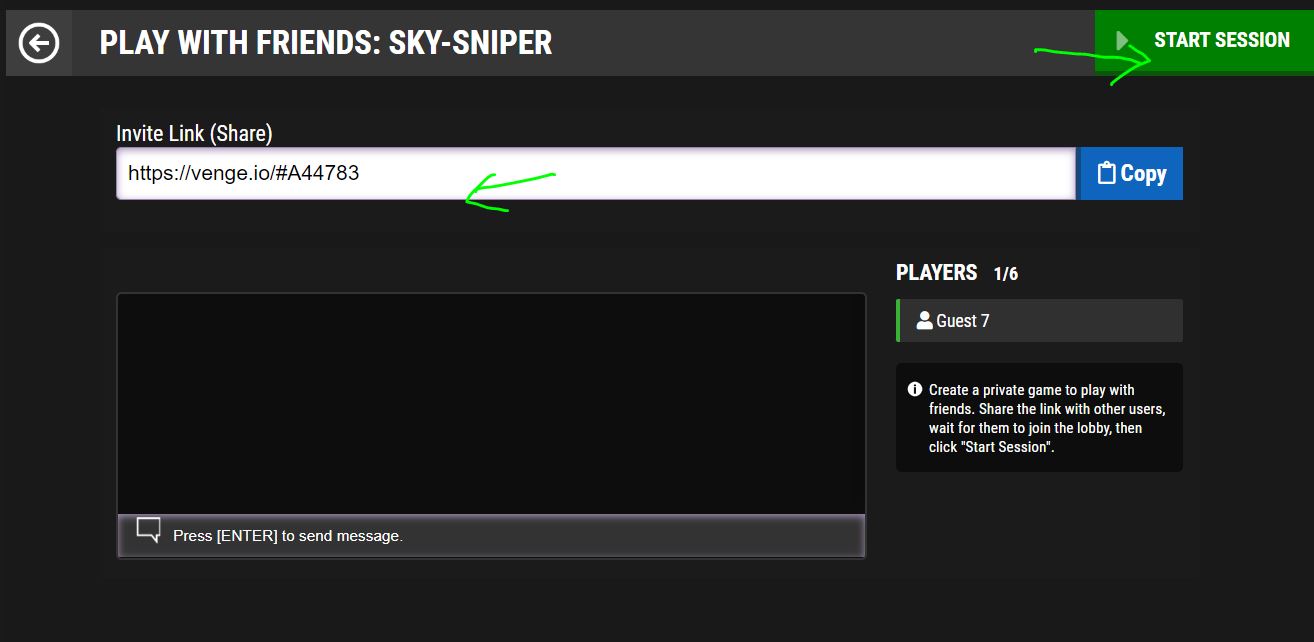 PLAY WITH FRIENDS: SKY-SNIPER
START SESSION
Invite Link (Share)
https://venge.io/#A44783
Copy
PLAYERS 1/6
Guest 7
Create a private game to play with
friends. Share the link with other users,
wait for them to join the lobby, then
click "Start Session".
Press [ENTER] to send message.